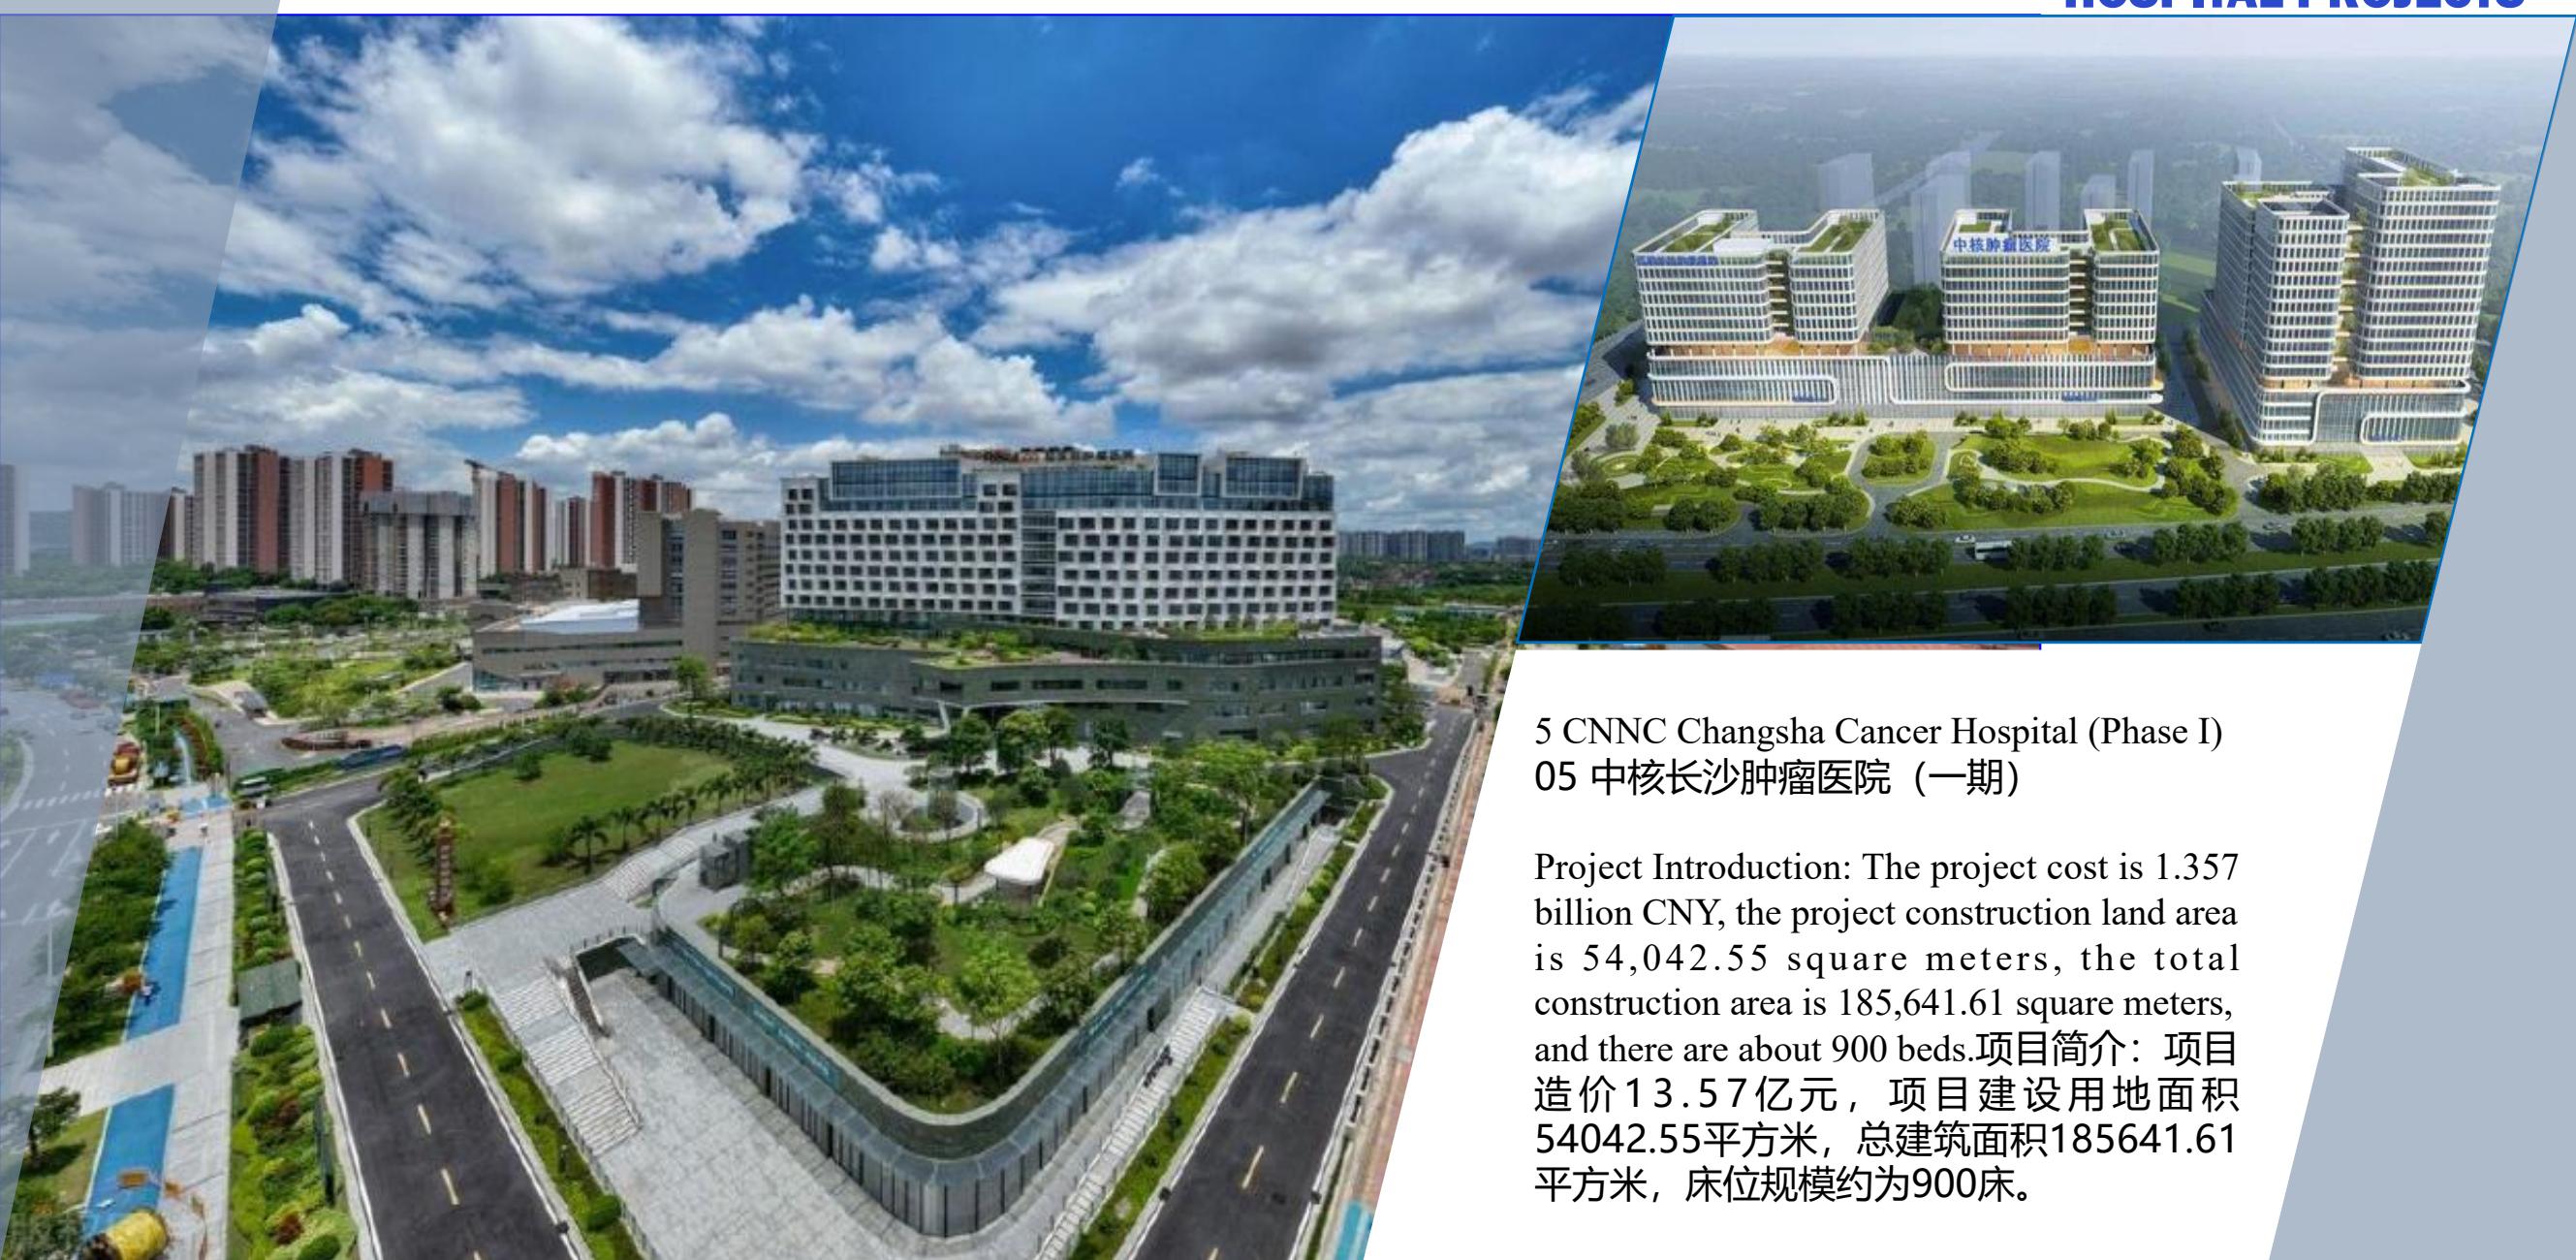 HOSPITAL PROJECTS
中核肿瘤医院
5 CNNC Changsha Cancer Hospital (Phase I)
05 中核长沙肿瘤医院（一期）
Project Introduction: The project cost is 1.357
billion CNY, the project construction land area
is 54,042.55 square meters, the total
construction area is 185,641.61 square meters,
and there are about 900 beds.项目简介：项目
造价13.57亿元，项目建设用地面积
54042.55平方米，总建筑面积185641.61
平方米，床位规模约为900床。